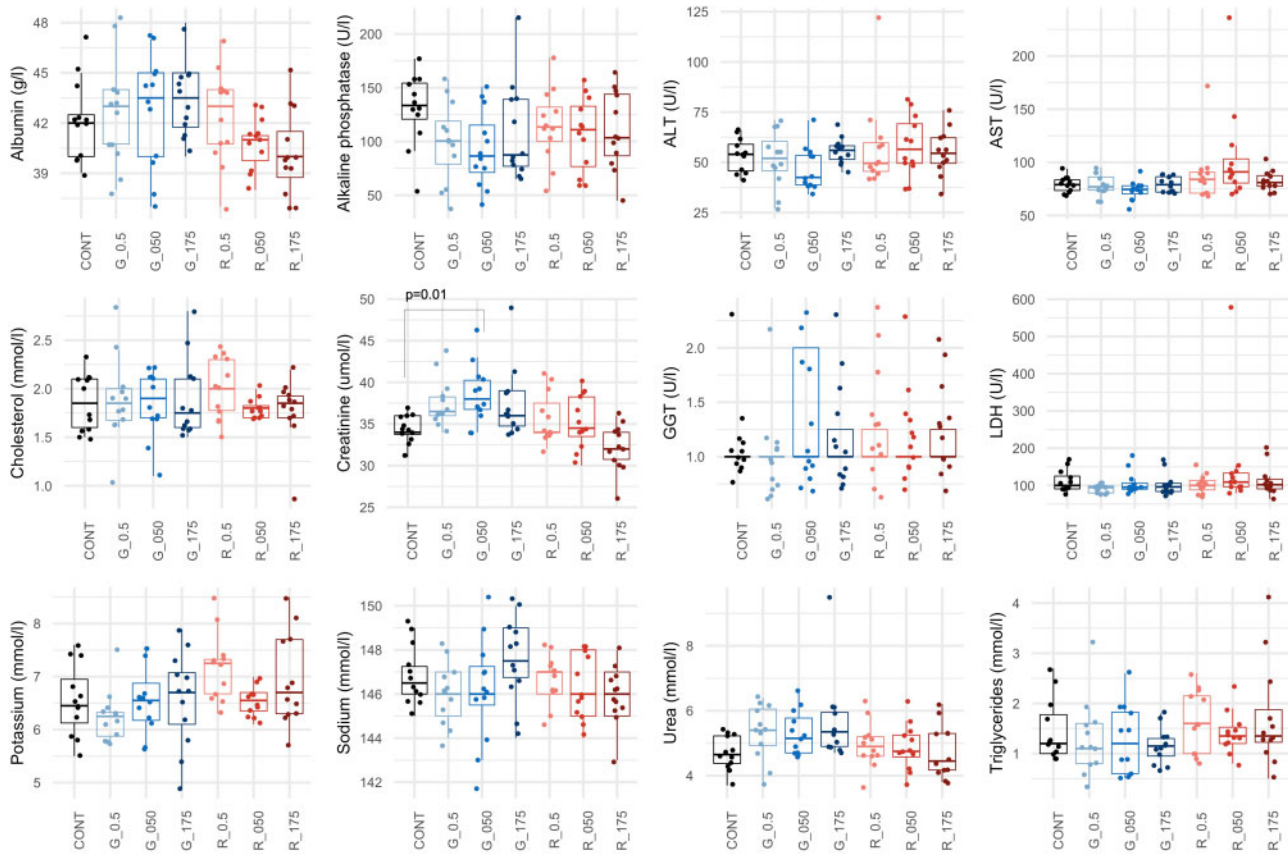 Albumin (g/l)
48
45
42
39
CONT
G_0.5
G_050
G_175
R_0.5
R_050
R_175
Alkaline phosphatase (U/l)
200
150
100
50
CONT
G_0.5
G_050
G_175
R_0.5
R_050
R_175
ALT (U/l)
125
100
75
50
25
CONT
G_0.5
G_050
G_175
R_0.5
R_050
R_175
AST (U/l)
200
150
100
50
CONT
G_0.5
G_050
G_175
R_0.5
R_050
R_175
Cholesterol (mmol/l)
2.5
2.0
1.5
1.0
CONT
G_0.5
G_050
G_175
R_0.5
R_050
R_175
Creatinine (umol/l)
50
p=0.01
45
40
35
30
25
CONT
G_0.5
G_050
G_175
R_0.5
R_050
R_175
GGT (U/l)
2.0
1.5
1.0
CONT
G_0.5
G_050
G_175
R_0.5
R_050
R_175
LDH (U/l)
600
500
400
300
200
100
CONT
G_0.5
G_050
G_175
R_0.5
R_050
R_175
Potassium (mmol/l)
8
7
6
5
CONT
G_0.5
G_050
G_175
R_0.5
R_050
R_175
Sodium (mmol/l)
150
148
146
144
142
CONT
G_0.5
G_050
G_175
R_0.5
R_050
R_175
Urea (mmol/l)
8
6
4
CONT
G_0.5
G_050
G_175
R_0.5
R_050
R_175
Triglycerides (mmol/l)
4
3
2
1
CONT
G_0.5
G_050
G_175
R_0.5
R_050
R_175